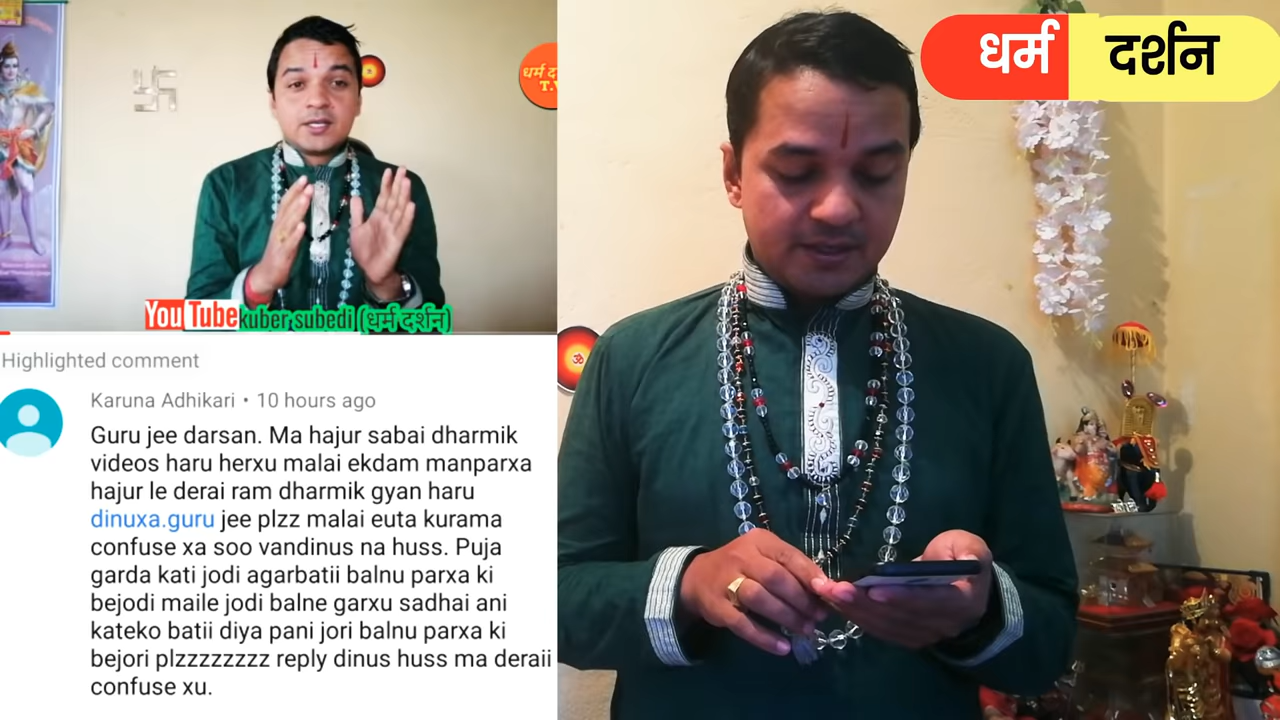 धर्म दर्शन
धर्म द
T.V
YouTube kuber subedi (धर्म दर्शन)
Highlighted comment
Karuna Adhikari • 10 hours ago
Guru jee darsan. Ma hajur sabai dharmik
videos haru herxu malai ekdam manparxa
hajur le derai ram dharmik gyan haru
dinuxa.guru jee plzz malai euta kurama
confuse xa soo vandinus na huss. Puja
garda kati jodi agarbatii balnu parxa ki
bejodi maile jodi balne garxu sadhai ani
kateko batii diya pani jori balnu parxa ki
bejori plzzzzzzzz reply dinus huss ma deraii
confuse xu.
ॐ